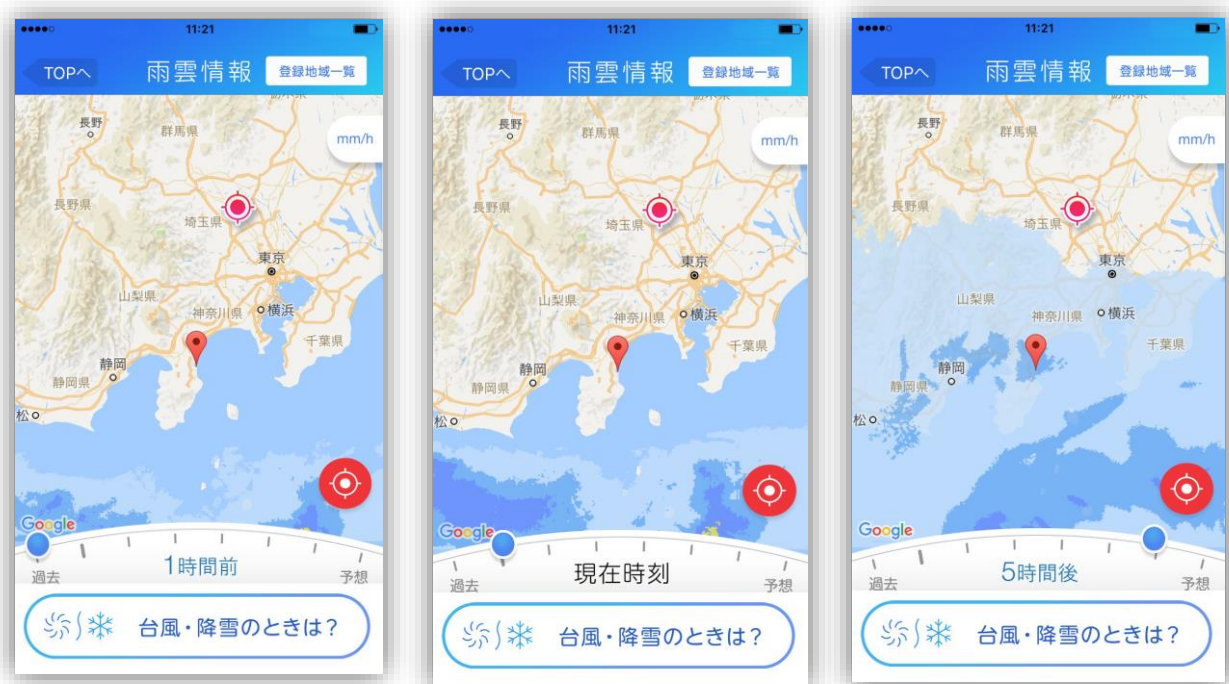 11:21
TOPへ
雨雲情報
登録地域一覧
長野
群馬県
mm/h
長野県
埼玉県
東京
山梨県
神奈川県
横浜
千葉県
静岡
静岡県
松
Google
過去
1時間前
予想
台風・降雪のときは?
11:21
TOPへ
雨雲情報
登録地域一覧
長野
群馬県
mm/h
長野県
埼玉県
東京
山梨県
神奈川県
横浜
千葉県
静岡
静岡県
松
Google
過去
現在時刻
予想
台風・降雪のときは?
11:21
TOPへ
雨雲情報
登録地域一覧
長野
群馬県
mm/h
長野県
埼玉県
東京
山梨県
神奈川県
横浜
千葉県
静岡
静岡県
松
Google
過去
5時間後
予想
台風・降雪のときは?